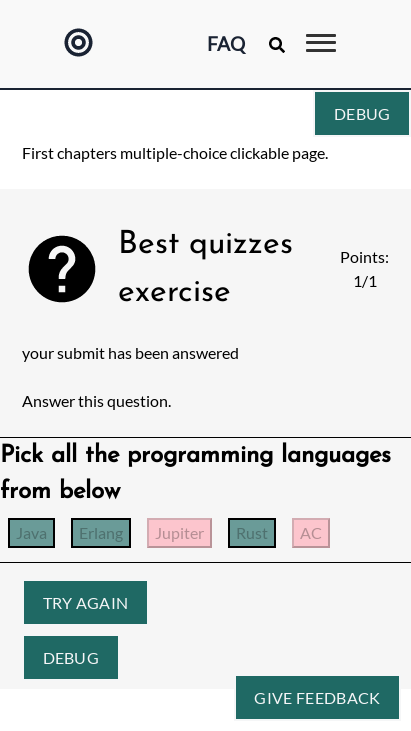 FAQ
DEBUG
First chapters multiple-choice clickable page.
Best quizzes
exercise
Points:
1/1
your submit has been answered
Answer this question.
Pick all the programming languages
from below
Java Erlang Jupiter Rust AC
TRY AGAIN
DEBUG
GIVE FEEDBACK